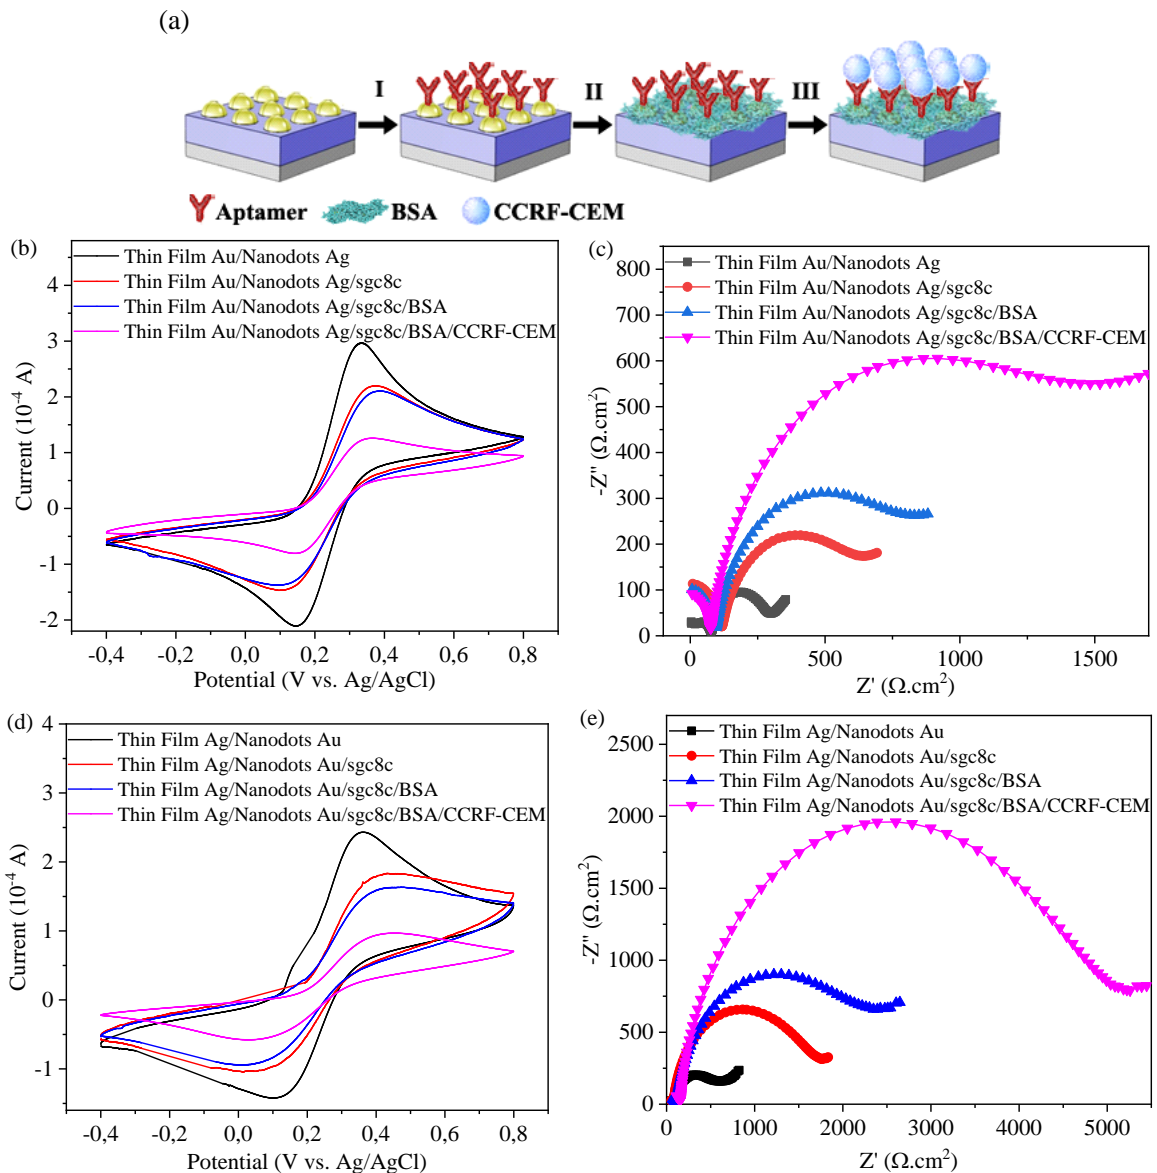 (a)
I II III
Aptamer BSA CCRF-CEM
(b)
Thin Film Au/Nanodots Ag
Thin Film Au/Nanodots Ag/sgc8c
Thin Film Au/Nanodots Ag/sgc8c/BSA
Thin Film Au/Nanodots Ag/sgc8c/BSA/CCRF-CEM
4
3
2
1
0
-1
-2
Current (10⁻⁴ A)
-0,4 -0,2 0,0 0,2 0,4 0,6 0,8
Potential (V vs. Ag/AgCl)
(c)
Thin Film Au/Nanodots Ag
Thin Film Au/Nanodots Ag/sgc8c
Thin Film Au/Nanodots Ag/sgc8c/BSA
Thin Film Au/Nanodots Ag/sgc8c/BSA/CCRF-CEM
800
700
600
500
400
300
200
100
0
-Z'' (Ω.cm²)
0 500 1000 1500
Z' (Ω.cm²)
(d)
Thin Film Ag/Nanodots Au
Thin Film Ag/Nanodots Au/sgc8c
Thin Film Ag/Nanodots Au/sgc8c/BSA
Thin Film Ag/Nanodots Au/sgc8c/BSA/CCRF-CEM
4
3
2
1
0
-1
Current (10⁻⁴ A)
-0,4 -0,2 0,0 0,2 0,4 0,6 0,8
Potential (V vs. Ag/AgCl)
(e)
Thin Film Ag/Nanodots Au
Thin Film Ag/Nanodots Au/sgc8c
Thin Film Ag/Nanodots Au/sgc8c/BSA
Thin Film Ag/Nanodots Au/sgc8c/BSA/CCRF-CEM
2500
2000
1500
1000
500
0
-Z'' (Ω.cm²)
0 1000 2000 3000 4000 5000
Z' (Ω.cm²)